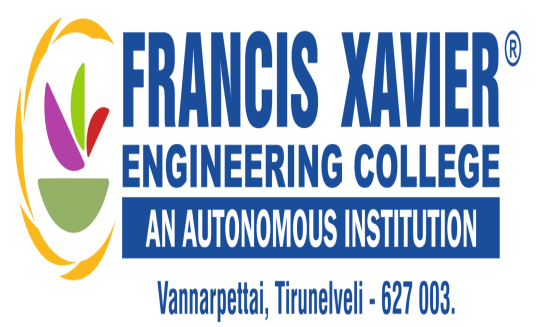 FRANCIS XAVIER®
ENGINEERING COLLEGE
AN AUTONOMOUS INSTITUTION
Vannarpettai, Tirunelveli - 627 003.